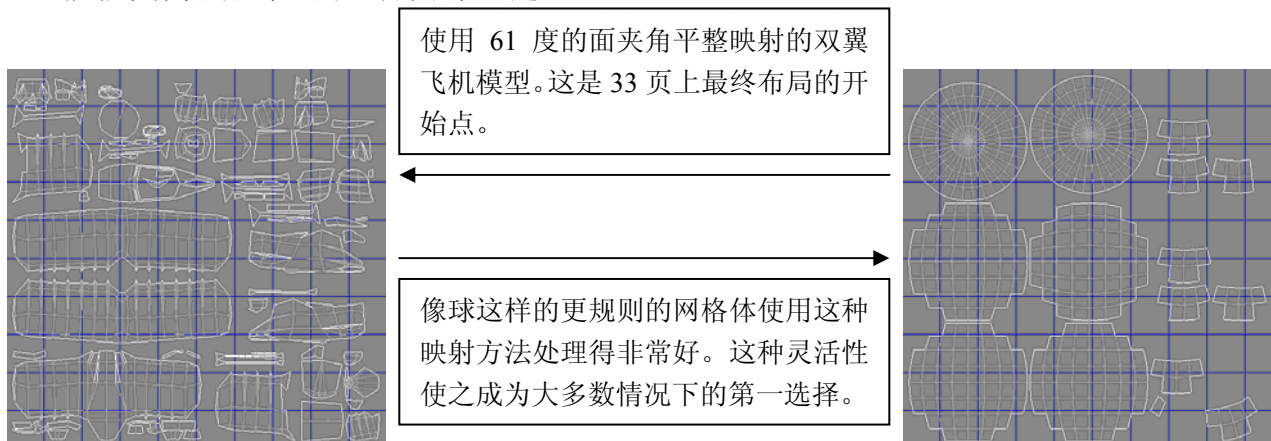 使用 61 度的面夹角平整映射的双翼
飞机模型。这是 33 页上最终布局的开
始点。
像球这样的更规则的网格体使用这种
映射方法处理得非常好。这种灵活性
使之成为大多数情况下的第一选择。